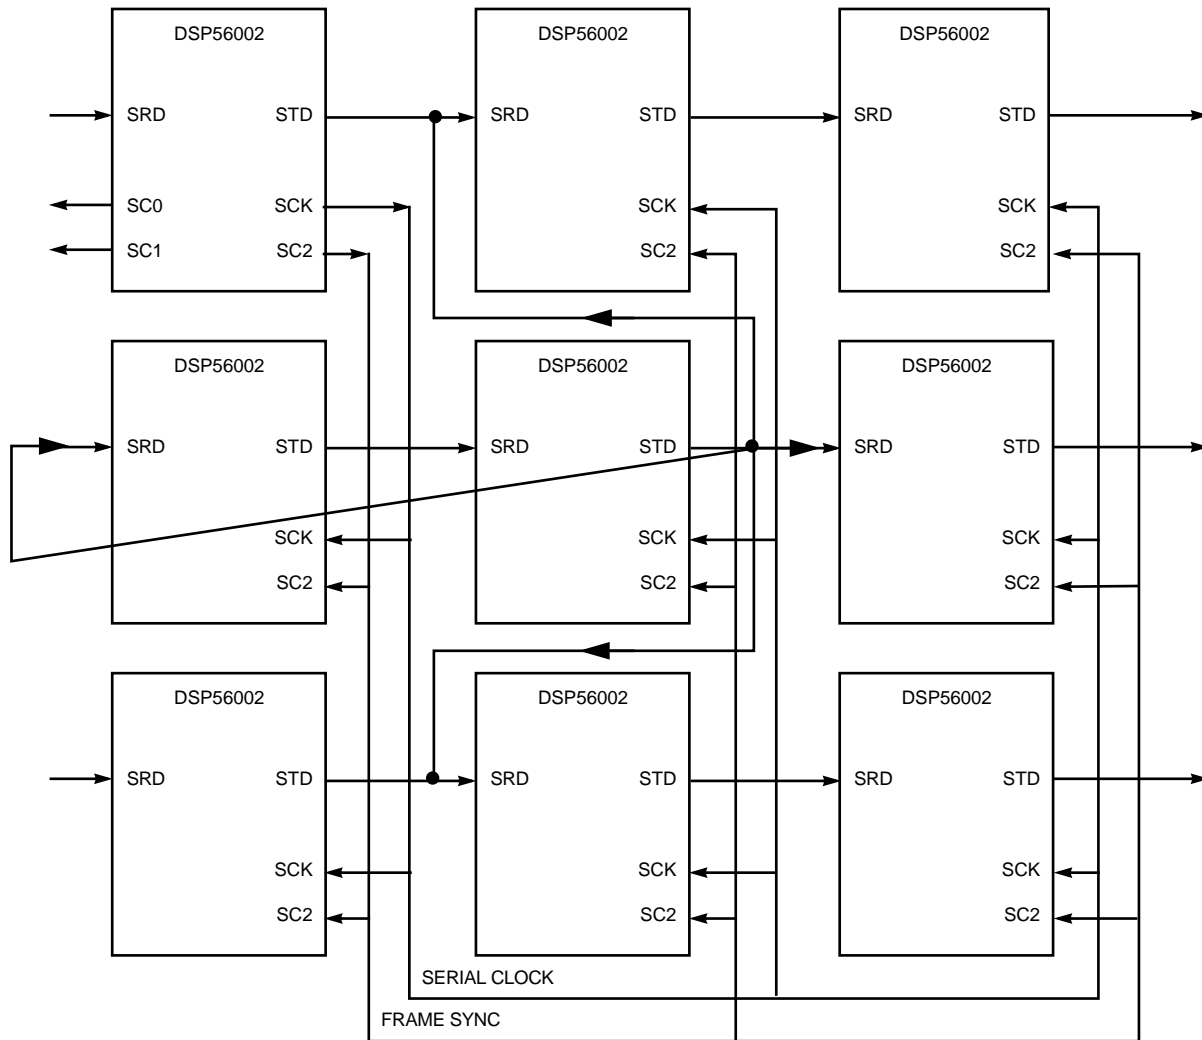 DSP56002 DSP56002 DSP56002
SRD STD SRD STD SRD STD
SC0 SCK SCK SCK
SC1 SC2 SC2 SC2
DSP56002 DSP56002 DSP56002
SRD STD SRD STD SRD STD
SCK SCK SCK
SC2 SC2 SC2
DSP56002 DSP56002 DSP56002
SRD STD SRD STD SRD STD
SCK SCK SCK
SC2 SC2 SC2
SERIAL CLOCK
FRAME SYNC